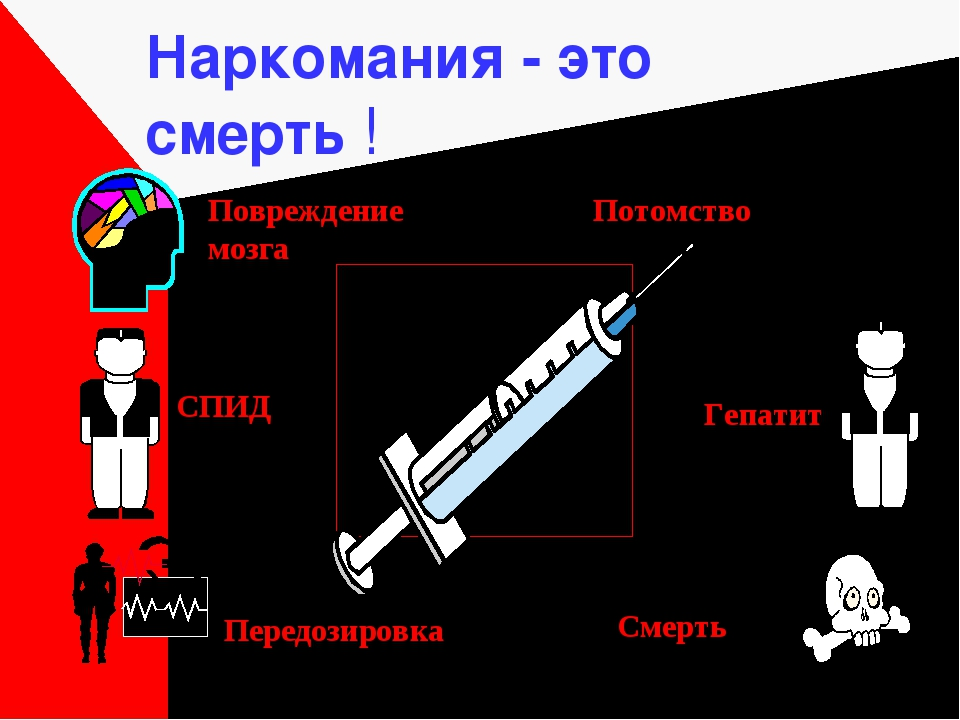 Наркомания - это
смерть !
Повреждение
мозга
Потомство
СПИД
Гепатит
Передозировка
Смерть